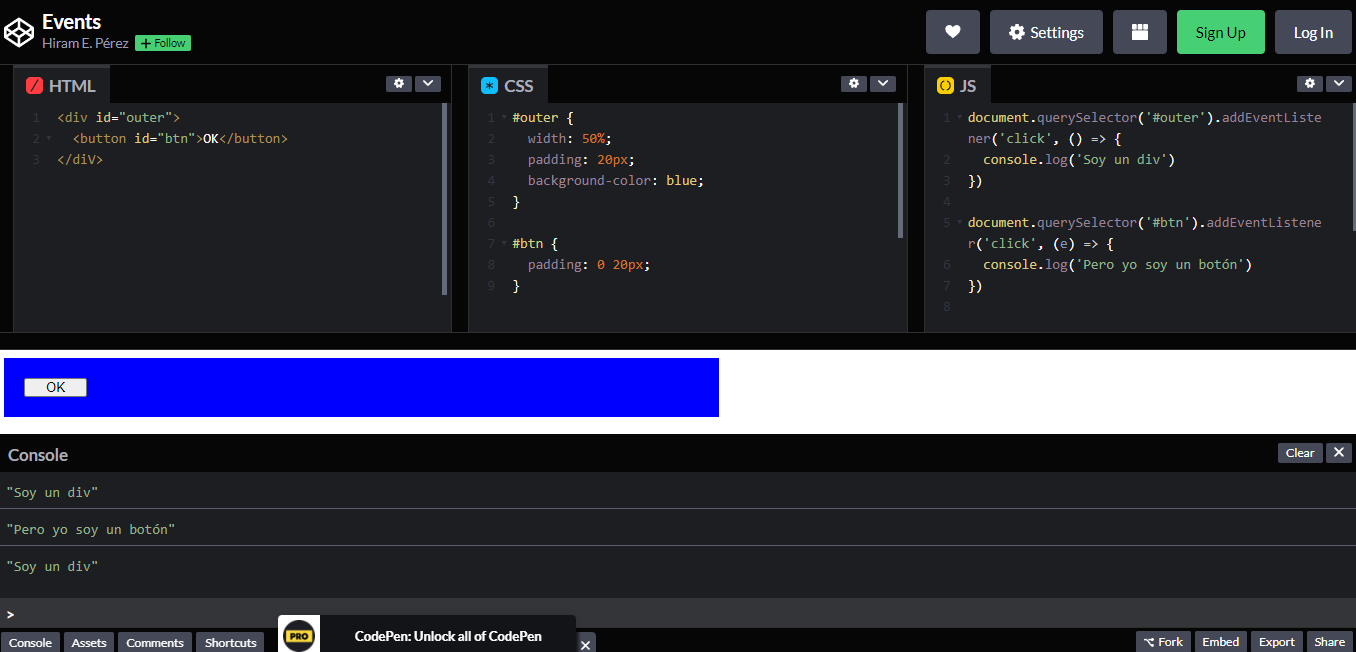 Events
Hiram E. Pérez + Follow
Settings
Sign Up
Log In
HTML
1 <div id="outer">
2 <button id="btn">OK</button>
3 </diV>
CSS
1 #outer {
2 width: 50%;
3 padding: 20px;
4 background-color: blue;
5 }
6
7 #btn {
8 padding: 0 20px;
9 }
JS
1 document.querySelector('#outer').addEventListe
ner('click', () => {
2 console.log('Soy un div')
3 })
4
5 document.querySelector('#btn').addEventListene
r('click', (e) => {
6 console.log('Pero yo soy un botón')
7 })
8
OK
Console
Clear
"Soy un div"
"Pero yo soy un botón"
"Soy un div"
>
Console Assets Comments Shortcuts
PRO CodePen: Unlock all of CodePen
Fork Embed Export Share